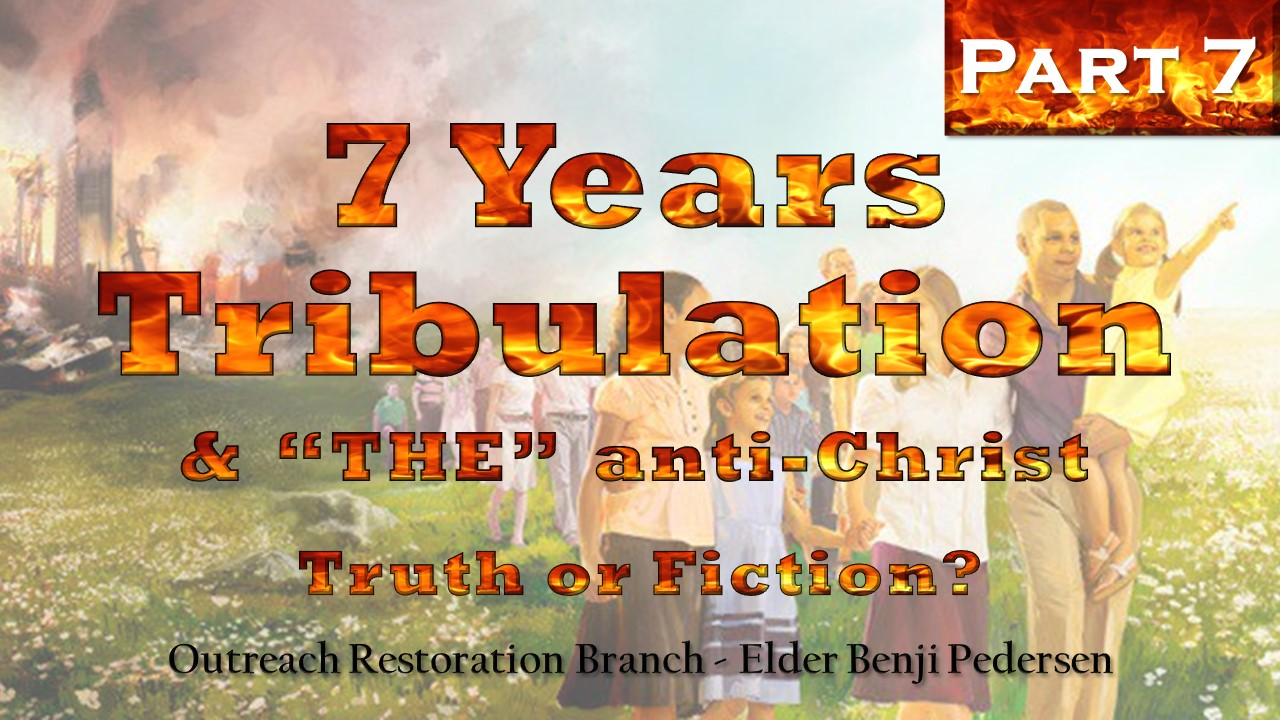 Part 7
7 Years
Tribulation
& “THE” anti-Christ
Truth or Fiction?
Outreach Restoration Branch - Elder Benji Pedersen